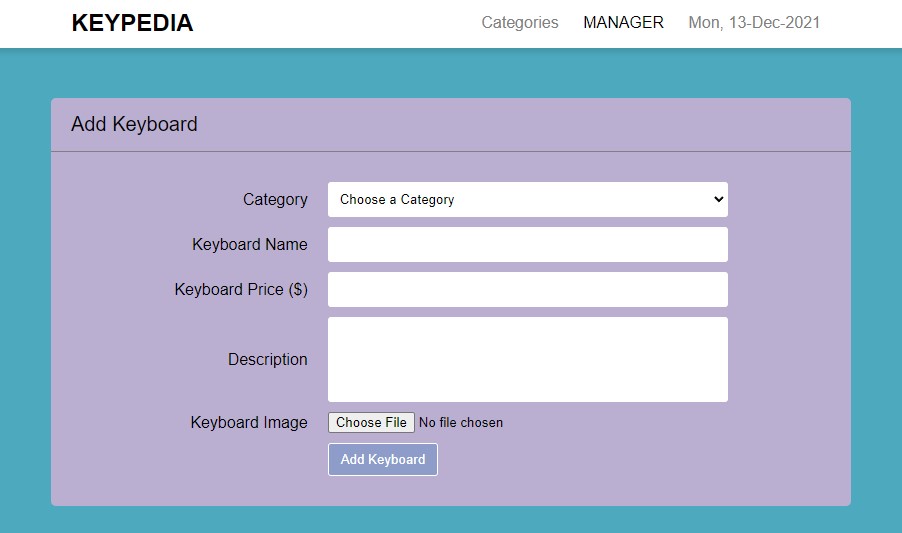 KEYPEDIA Categories MANAGER Mon, 13-Dec-2021
Add Keyboard
Category Choose a Category
Keyboard Name
Keyboard Price ($)
Description
Keyboard Image Choose File No file chosen
Add Keyboard